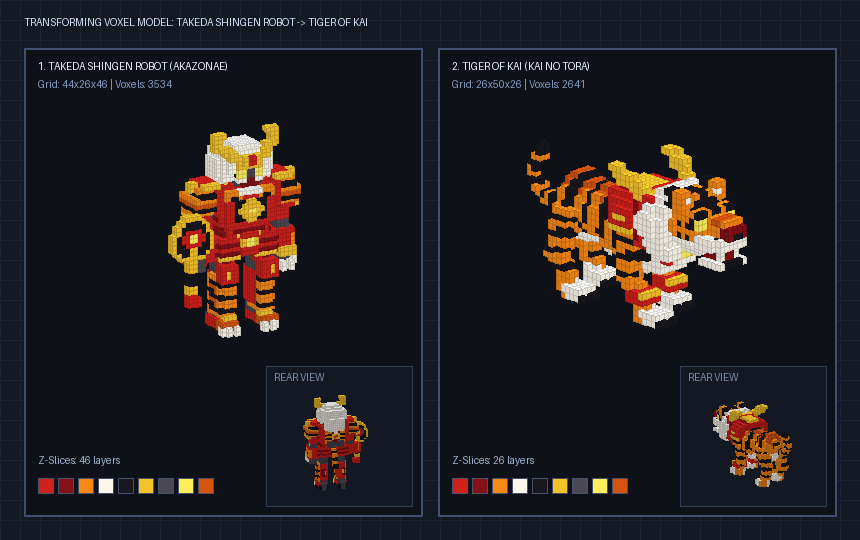 TRANSFORMING VOXEL MODEL: TAKEDA SHINGEN ROBOT -> TIGER OF KAI
1. TAKEDA SHINGEN ROBOT (AKAZONAE)
Grid: 44x26x46 | Voxels: 3534
REAR VIEW
Z-Slices: 46 layers
2. TIGER OF KAI (KAI NO TORA)
Grid: 26x50x26 | Voxels: 2641
REAR VIEW
Z-Slices: 26 layers